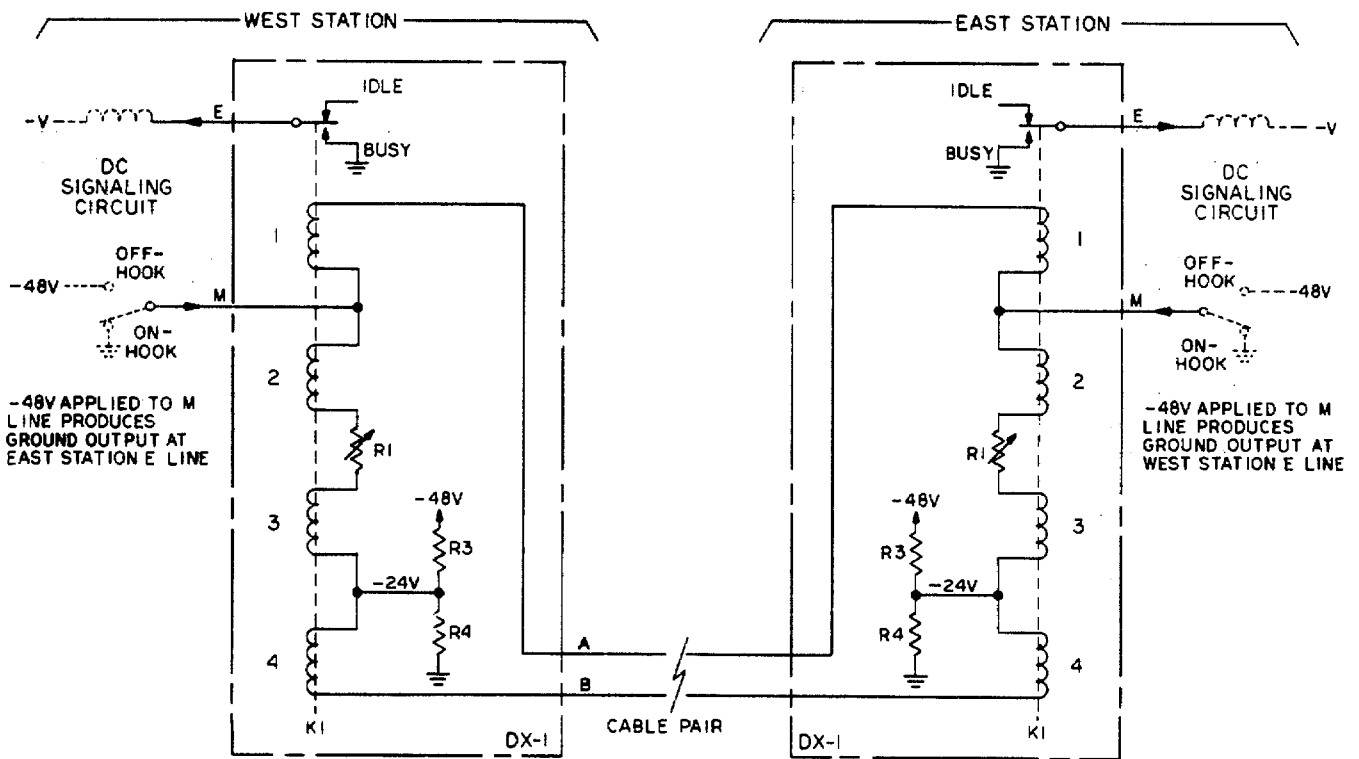 WEST STATION
EAST STATION
IDLE
E
-V
BUSY
DC
SIGNALING
CIRCUIT
1
OFF-
HOOK
-48V
M
ON-
HOOK
2
-48V APPLIED TO M
LINE PRODUCES
GROUND OUTPUT AT
EAST STATION E LINE
R1
3
-48V
R3
-24V
R4
4
K1
DX-1
A
B
CABLE PAIR
IDLE
E
-V
BUSY
DC
SIGNALING
CIRCUIT
1
OFF-
HOOK
-48V
M
ON-
HOOK
2
-48V APPLIED TO M
LINE PRODUCES
GROUND OUTPUT AT
WEST STATION E LINE
R1
3
-48V
R3
-24V
R4
4
DX-1
K1